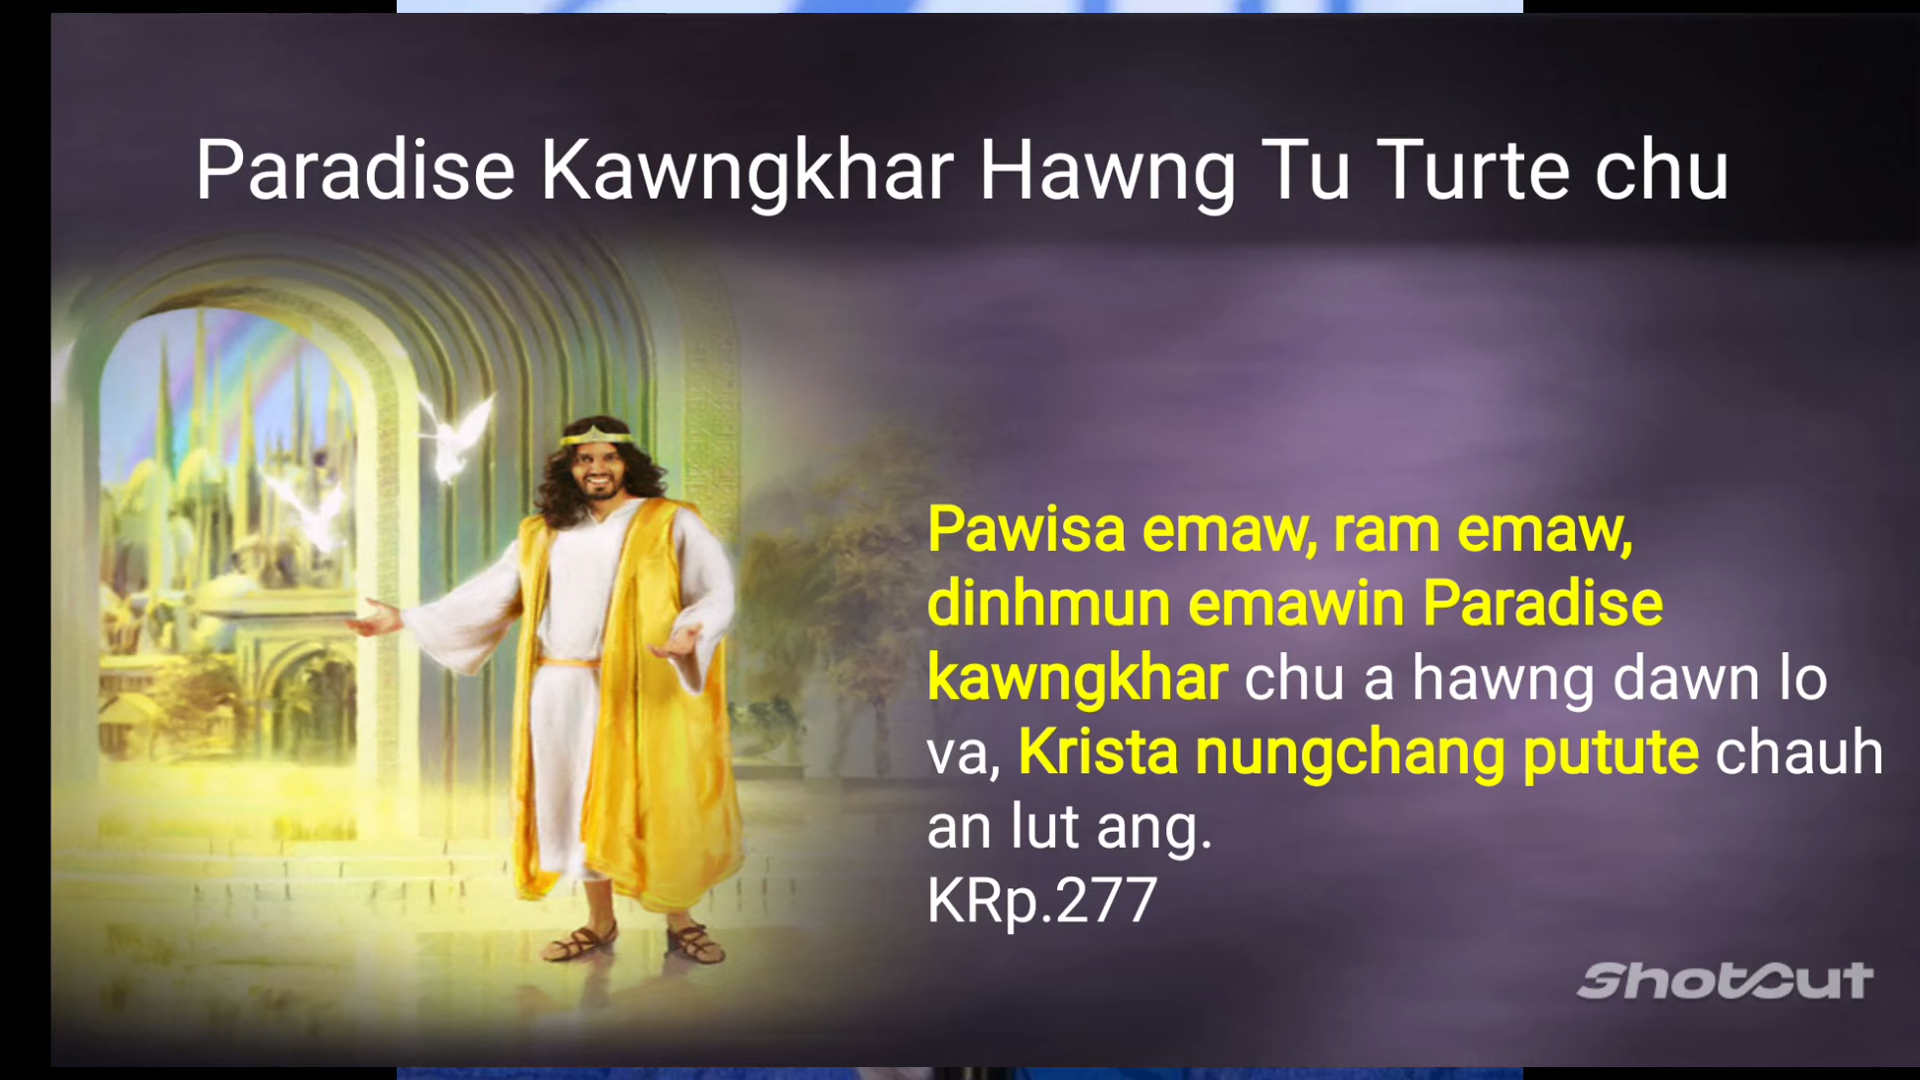 Paradise Kawngkhar Hawng Tu Turte chu
Pawisa emaw, ram emaw,
dinhmun emawin Paradise
kawngkhar chu a hawng dawn lo
va, Krista nungchang putute chauh
an lut ang.
KRp.277
ShotCut